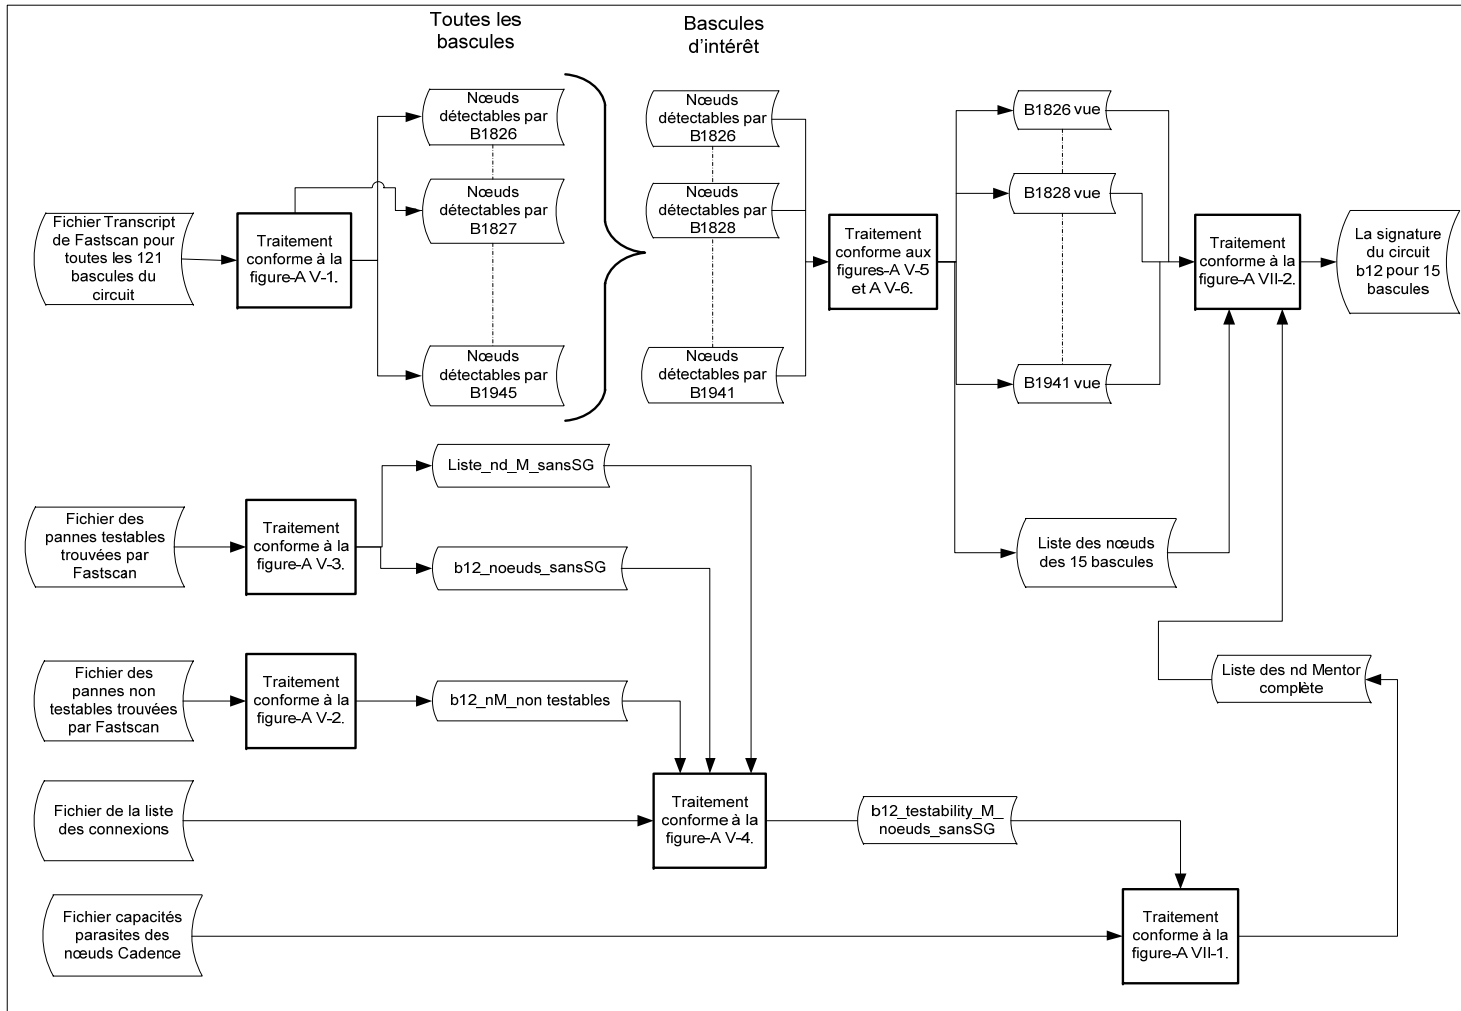 Toutes les
bascules
Bascules
d'intérêt
Nœuds
détectables par
B1826
Nœuds
détectables par
B1827
Nœuds
détectables par
B1945
Nœuds
détectables par
B1826
Nœuds
détectables par
B1828
Nœuds
détectables par
B1941
Fichier Transcript
de Fastscan pour
toutes les 121
bascules du
circuit
Traitement
conforme à la
figure-A V-1.
Traitement
conforme aux
figures-A V-5
et A V-6.
B1826 vue
B1828 vue
B1941 vue
Traitement
conforme à la
figure-A VII-2.
La signature
du circuit
b12 pour 15
bascules
Liste_nd_M_sansSG
Fichier des
pannes testables
trouvées par
Fastscan
Traitement
conforme à la
figure-A V-3.
b12_noeuds_sansSG
Liste des nœuds
des 15 bascules
Fichier des
pannes non
testables trouvées
par Fastscan
Traitement
conforme à la
figure-A V-2.
b12_nM_non testables
Liste des nd Mentor
complète
Fichier de la liste
des connexions
Traitement
conforme à la
figure-A V-4.
b12_testability_M_
noeuds_sansSG
Fichier capacités
parasites des
nœuds Cadence
Traitement
conforme à la
figure-A VII-1.